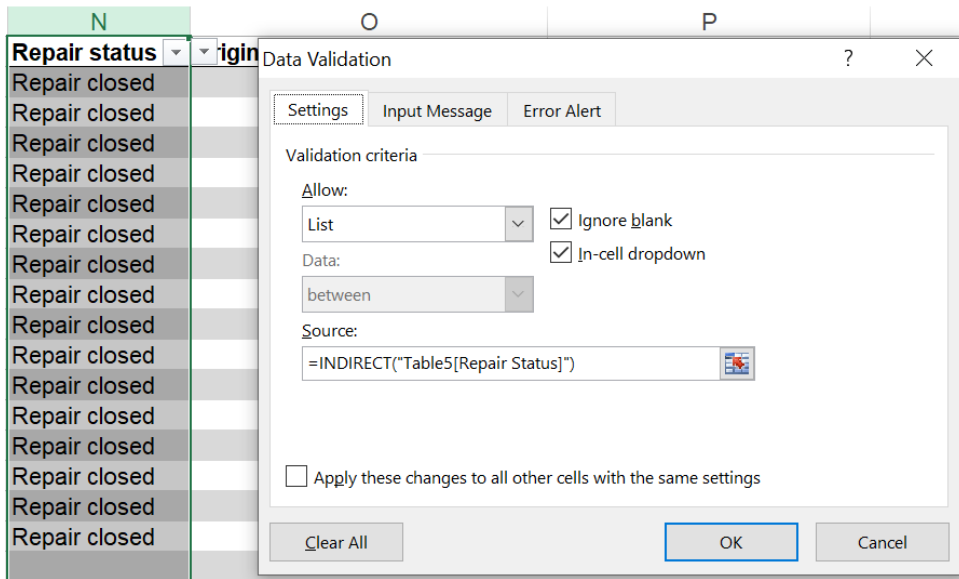 N O P
Repair status rigin
Data Validation ? ×
Repair closed
Settings Input Message Error Alert
Repair closed
Repair closed
Validation criteria
Repair closed
Allow:
Repair closed
List Ignore blank
Repair closed
In-cell dropdown
Repair closed
Data:
Repair closed
between
Repair closed
Source:
Repair closed
=INDIRECT("Table5[Repair Status]")
Repair closed
Repair closed
Repair closed
Repair closed
Apply these changes to all other cells with the same settings
Repair closed
Repair closed
Clear All OK Cancel